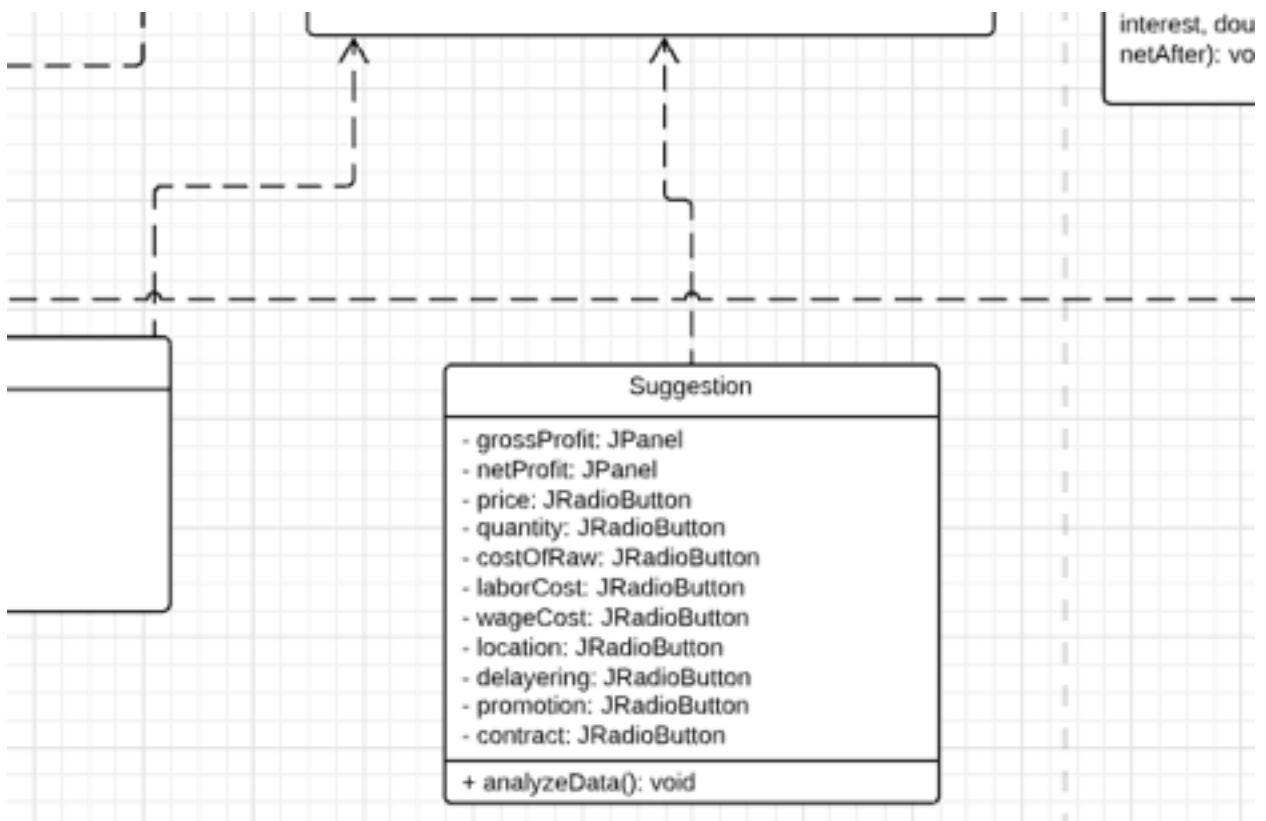 interest, dou
netAfter): vo
Suggestion
- grossProfit: JPanel
- netProfit: JPanel
- price: JRadioButton
- quantity: JRadioButton
- costOfRaw: JRadioButton
- laborCost: JRadioButton
- wageCost: JRadioButton
- location: JRadioButton
- delayering: JRadioButton
- promotion: JRadioButton
- contract: JRadioButton
+ analyzeData(): void